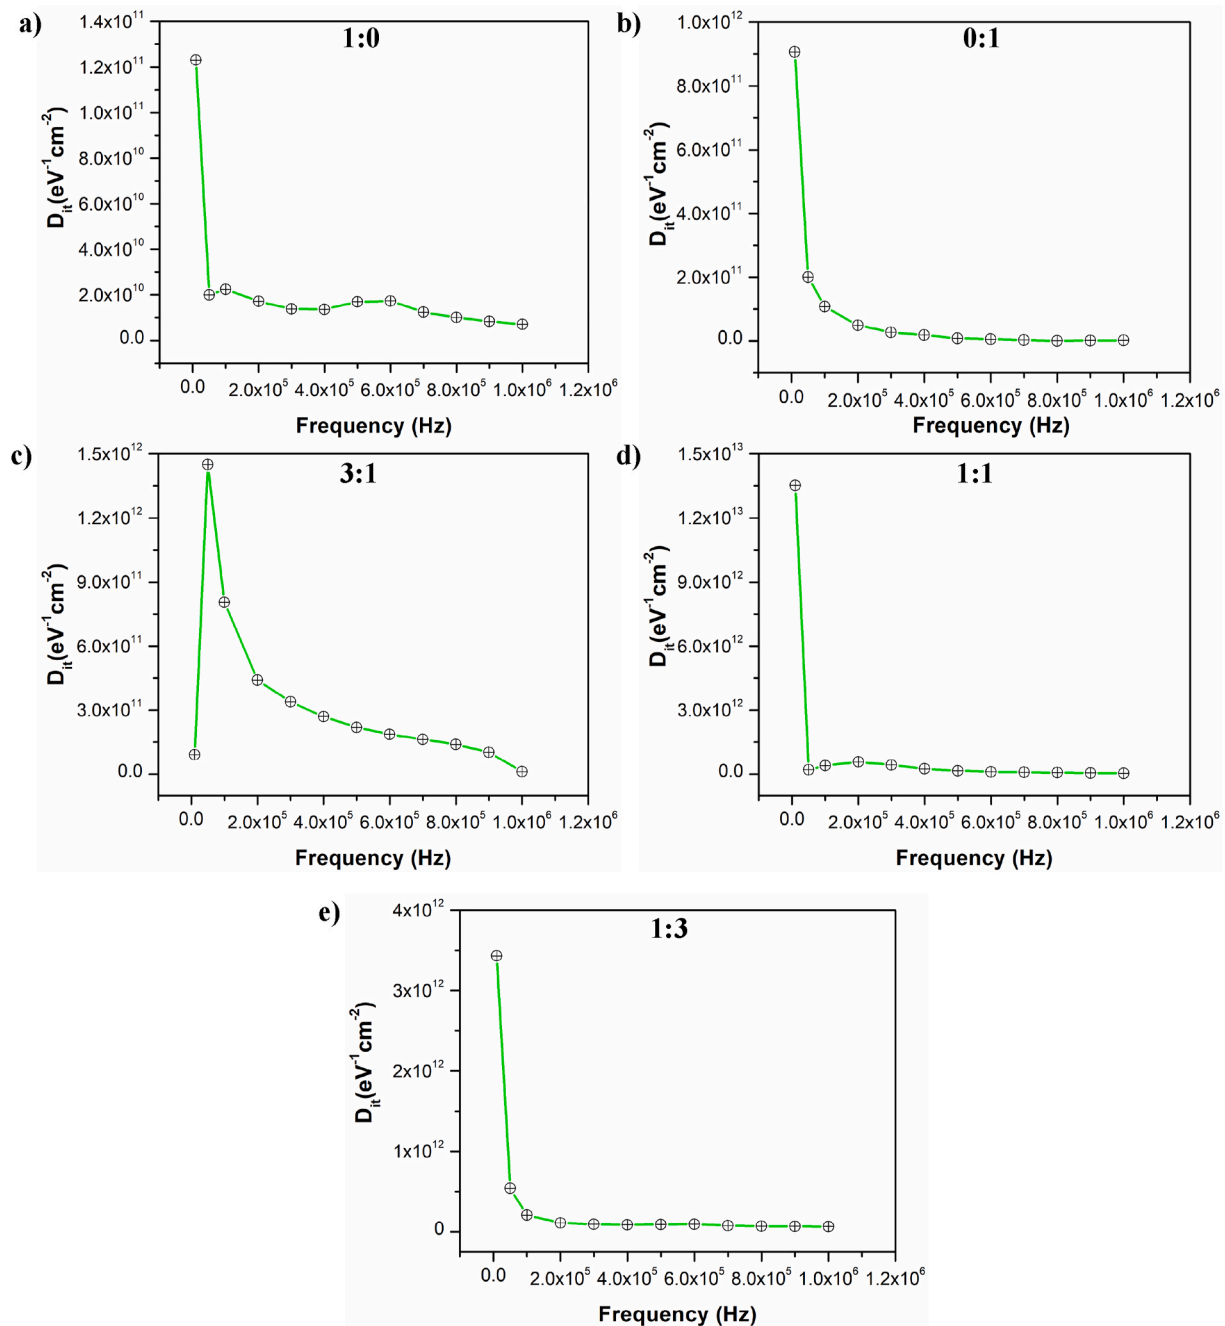 a)
1:0
1.4x10^11
1.2x10^11
1.0x10^11
8.0x10^10
6.0x10^10
4.0x10^10
2.0x10^10
0.0
D_it(eV^-1cm^-2)
0.0 2.0x10^5 4.0x10^5 6.0x10^5 8.0x10^5 1.0x10^6 1.2x10^6
Frequency (Hz)
b)
0:1
1.0x10^12
8.0x10^11
6.0x10^11
4.0x10^11
2.0x10^11
0.0
D_it(eV^-1cm^-2)
0.0 2.0x10^5 4.0x10^5 6.0x10^5 8.0x10^5 1.0x10^6 1.2x10^6
Frequency (Hz)
c)
3:1
1.5x10^12
1.2x10^12
9.0x10^11
6.0x10^11
3.0x10^11
0.0
D_it(eV^-1cm^-2)
0.0 2.0x10^5 4.0x10^5 6.0x10^5 8.0x10^5 1.0x10^6 1.2x10^6
Frequency (Hz)
d)
1:1
1.5x10^13
1.2x10^13
9.0x10^12
6.0x10^12
3.0x10^12
0.0
D_it(eV^-1cm^-2)
0.0 2.0x10^5 4.0x10^5 6.0x10^5 8.0x10^5 1.0x10^6 1.2x10^6
Frequency (Hz)
e)
1:3
4x10^12
3x10^12
2x10^12
1x10^12
0
D_it(eV^-1cm^-2)
0.0 2.0x10^5 4.0x10^5 6.0x10^5 8.0x10^5 1.0x10^6 1.2x10^6
Frequency (Hz)